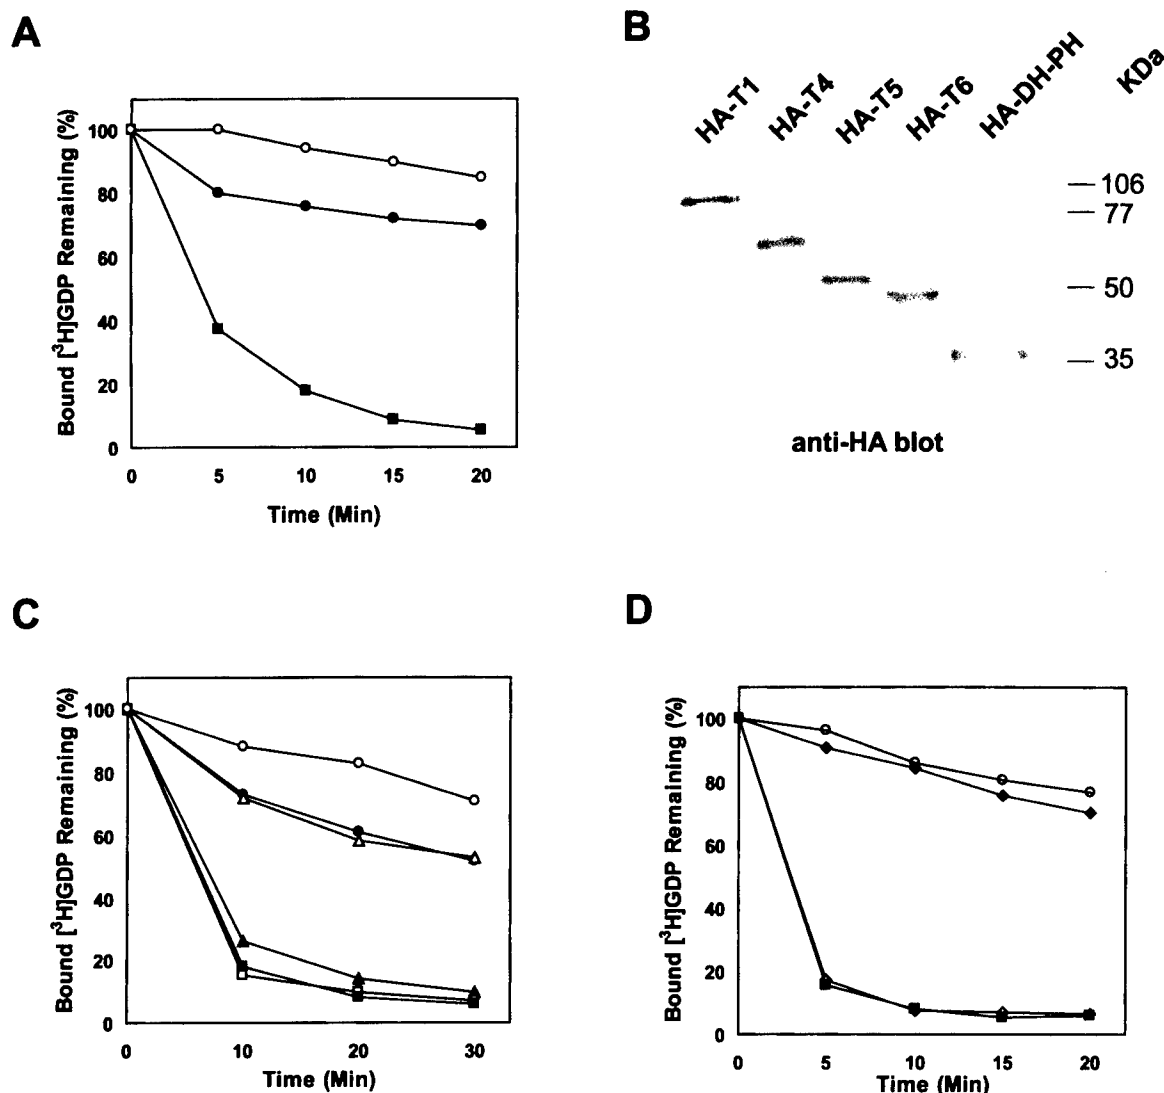 A
Bound [³H]GDP Remaining (%)
100
80
60
40
20
0
0 5 10 15 20
Time (Min)
B
HA-T1 HA-T4 HA-T5 HA-T6 HA-DH-PH KDa
106
77
50
35
anti-HA blot
C
Bound [³H]GDP Remaining (%)
100
80
60
40
20
0
0 10 20 30
Time (Min)
D
Bound [³H]GDP Remaining (%)
100
80
60
40
20
0
0 5 10 15 20
Time (Min)